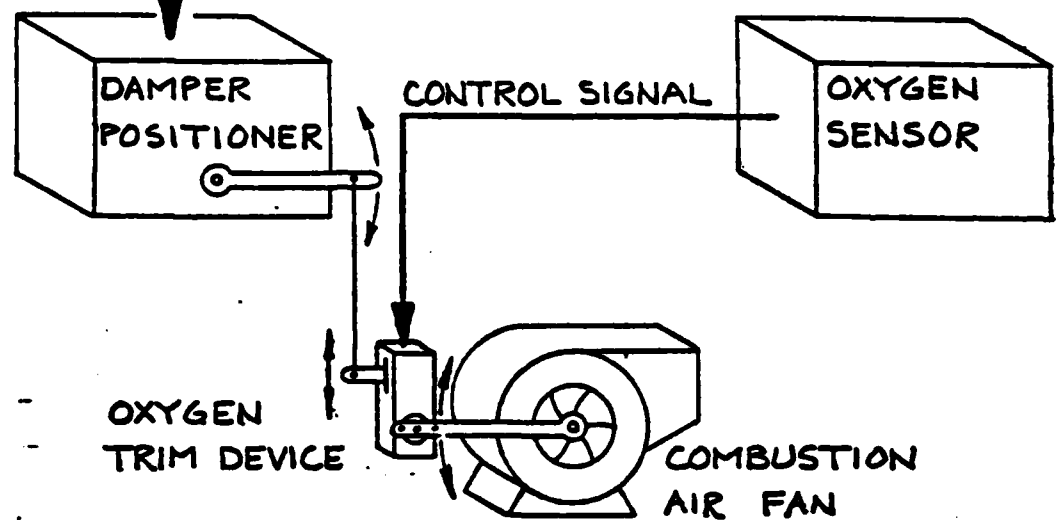 DAMPER
POSITIONER
CONTROL SIGNAL
OXYGEN
SENSOR
OXYGEN
TRIM DEVICE
COMBUSTION
AIR FAN